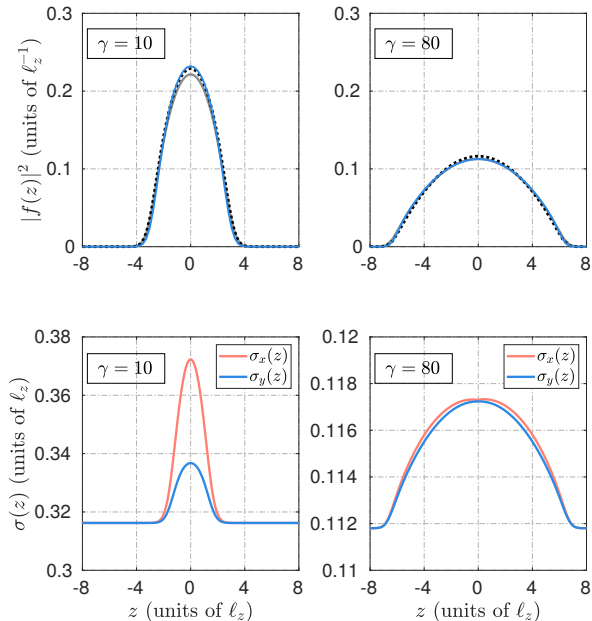 0.3
0.2
0.1
0
|f(z)|² (units of ℓ_z⁻¹)
γ = 10
-8 -4 0 4 8
0.3
0.2
0.1
0
γ = 80
-8 -4 0 4 8
0.38
0.36
0.34
0.32
0.3
σ(z) (units of ℓ_z)
γ = 10
σ_x(z)
σ_y(z)
-8 -4 0 4 8
z (units of ℓ_z)
0.12
0.118
0.116
0.114
0.112
0.11
γ = 80
σ_x(z)
σ_y(z)
-8 -4 0 4 8
z (units of ℓ_z)